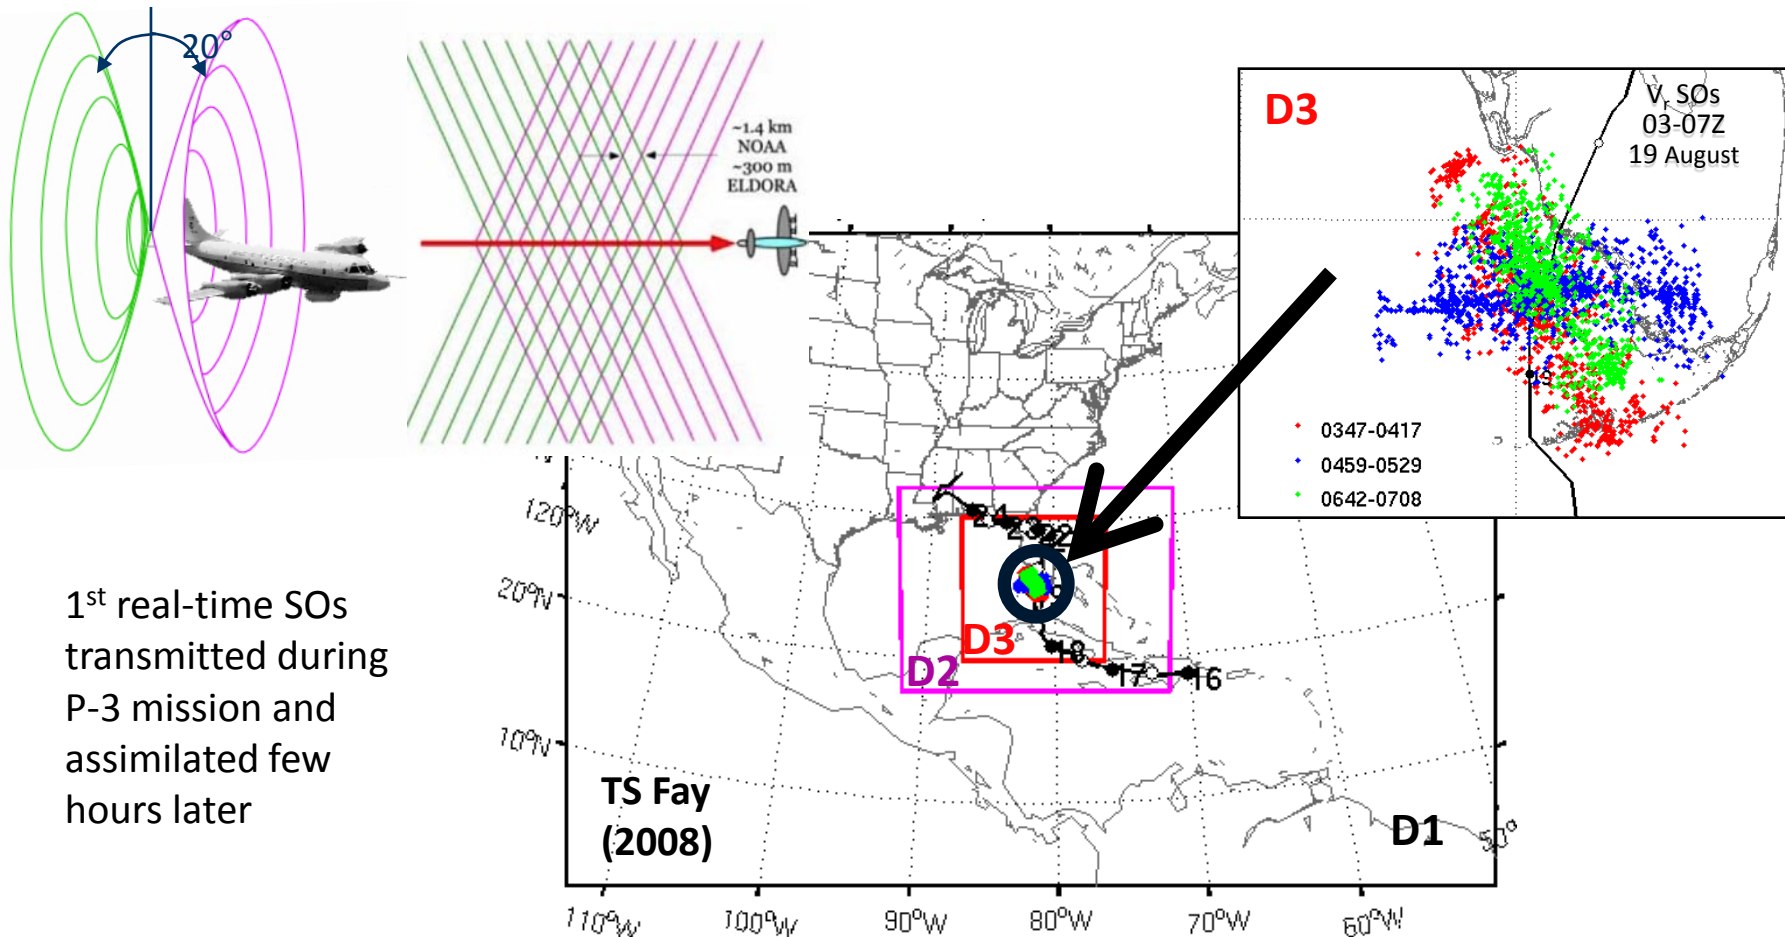 20°
~1.4 km
NOAA
~300 m
ELDORA
D3
Vr SOs
03-07Z
19 August
19
0347-0417
0459-0529
0642-0708
1st real-time SOs
transmitted during
P-3 mission and
assimilated few
hours later
120°W
20°N
10°N
24
23
22
18
17
16
D3
D2
TS Fay
(2008)
D1
50°
110°W
100°W
90°W
80°W
70°W
60°W